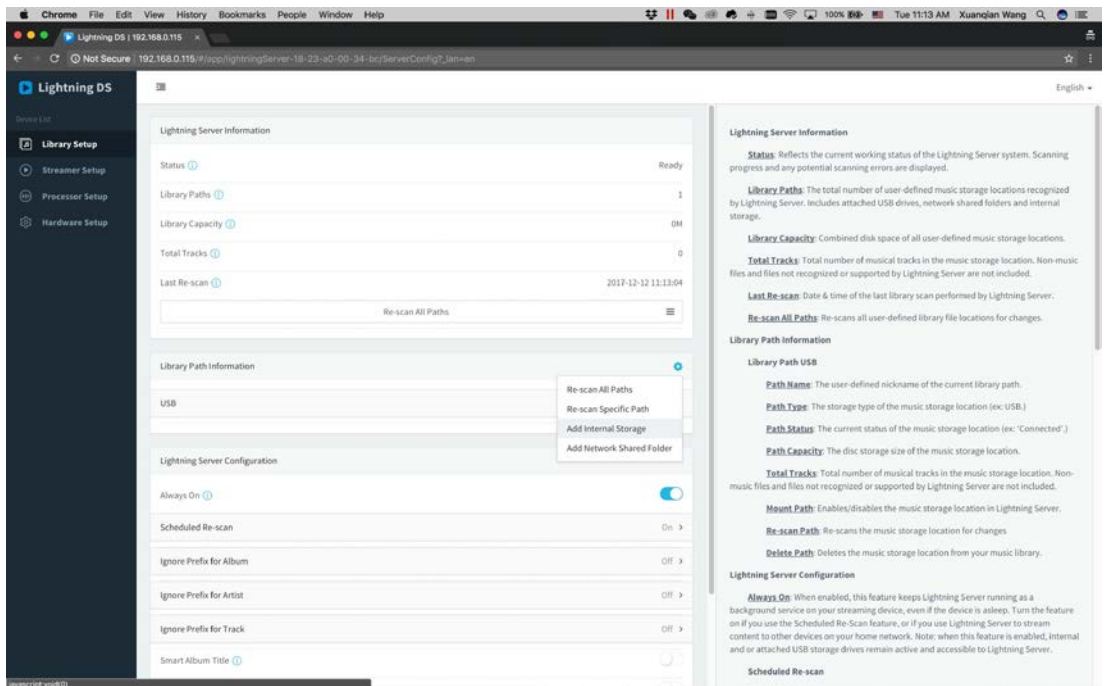 Chrome File Edit View History Bookmarks People Window Help
100% Tue 11:13 AM Xuanqian Wang
Lightning DS | 192.168.0.115
Not Secure 192.168.0.115/#/app/lightningServer-18-23-a0-00-34-bc/ServerConfig?_lan=en
Lightning DS
English
Device List
Library Setup
Streamer Setup
Processor Setup
Hardware Setup
Lightning Server Information
Status Ready
Library Paths 1
Library Capacity 0M
Total Tracks 0
Last Re-scan 2017-12-12 11:13:04
Re-scan All Paths
Library Path Information
USB
Re-scan All Paths
Re-scan Specific Path
Add Internal Storage
Add Network Shared Folder
Lightning Server Configuration
Always On
Scheduled Re-scan On >
Ignore Prefix for Album Off >
Ignore Prefix for Artist Off >
Ignore Prefix for Track Off >
Smart Album Title
javascript:void(0)
Lightning Server Information
Status: Reflects the current working status of the Lightning Server system. Scanning
progress and any potential scanning errors are displayed.
Library Paths: The total number of user-defined music storage locations recognized
by Lightning Server. Includes attached USB drives, network shared folders and internal
storage.
Library Capacity: Combined disk space of all user-defined music storage locations.
Total Tracks: Total number of musical tracks in the music storage location. Non-music
files and files not recognized or supported by Lightning Server are not included.
Last Re-scan: Date & time of the last library scan performed by Lightning Server.
Re-scan All Paths: Re-scans all user-defined library file locations for changes.
Library Path Information
Library Path USB
Path Name: The user-defined nickname of the current library path.
Path Type: The storage type of the music storage location (ex: USB.)
Path Status: The current status of the music storage location (ex: 'Connected'.)
Path Capacity: The disc storage size of the music storage location.
Total Tracks: Total number of musical tracks in the music storage location. Non-
music files and files not recognized or supported by Lightning Server are not included.
Mount Path: Enables/disables the music storage location in Lightning Server.
Re-scan Path: Re-scans the music storage location for changes
Delete Path: Deletes the music storage location from your music library.
Lightning Server Configuration
Always On: When enabled, this feature keeps Lightning Server running as a
background service on your streaming device, even if the device is asleep. Turn the feature
on if you use the Scheduled Re-Scan feature, or if you use Lightning Server to stream
content to other devices on your home network. Note: when this feature is enabled, internal
and or attached USB storage drives remain active and accessible to Lightning Server.
Scheduled Re-scan